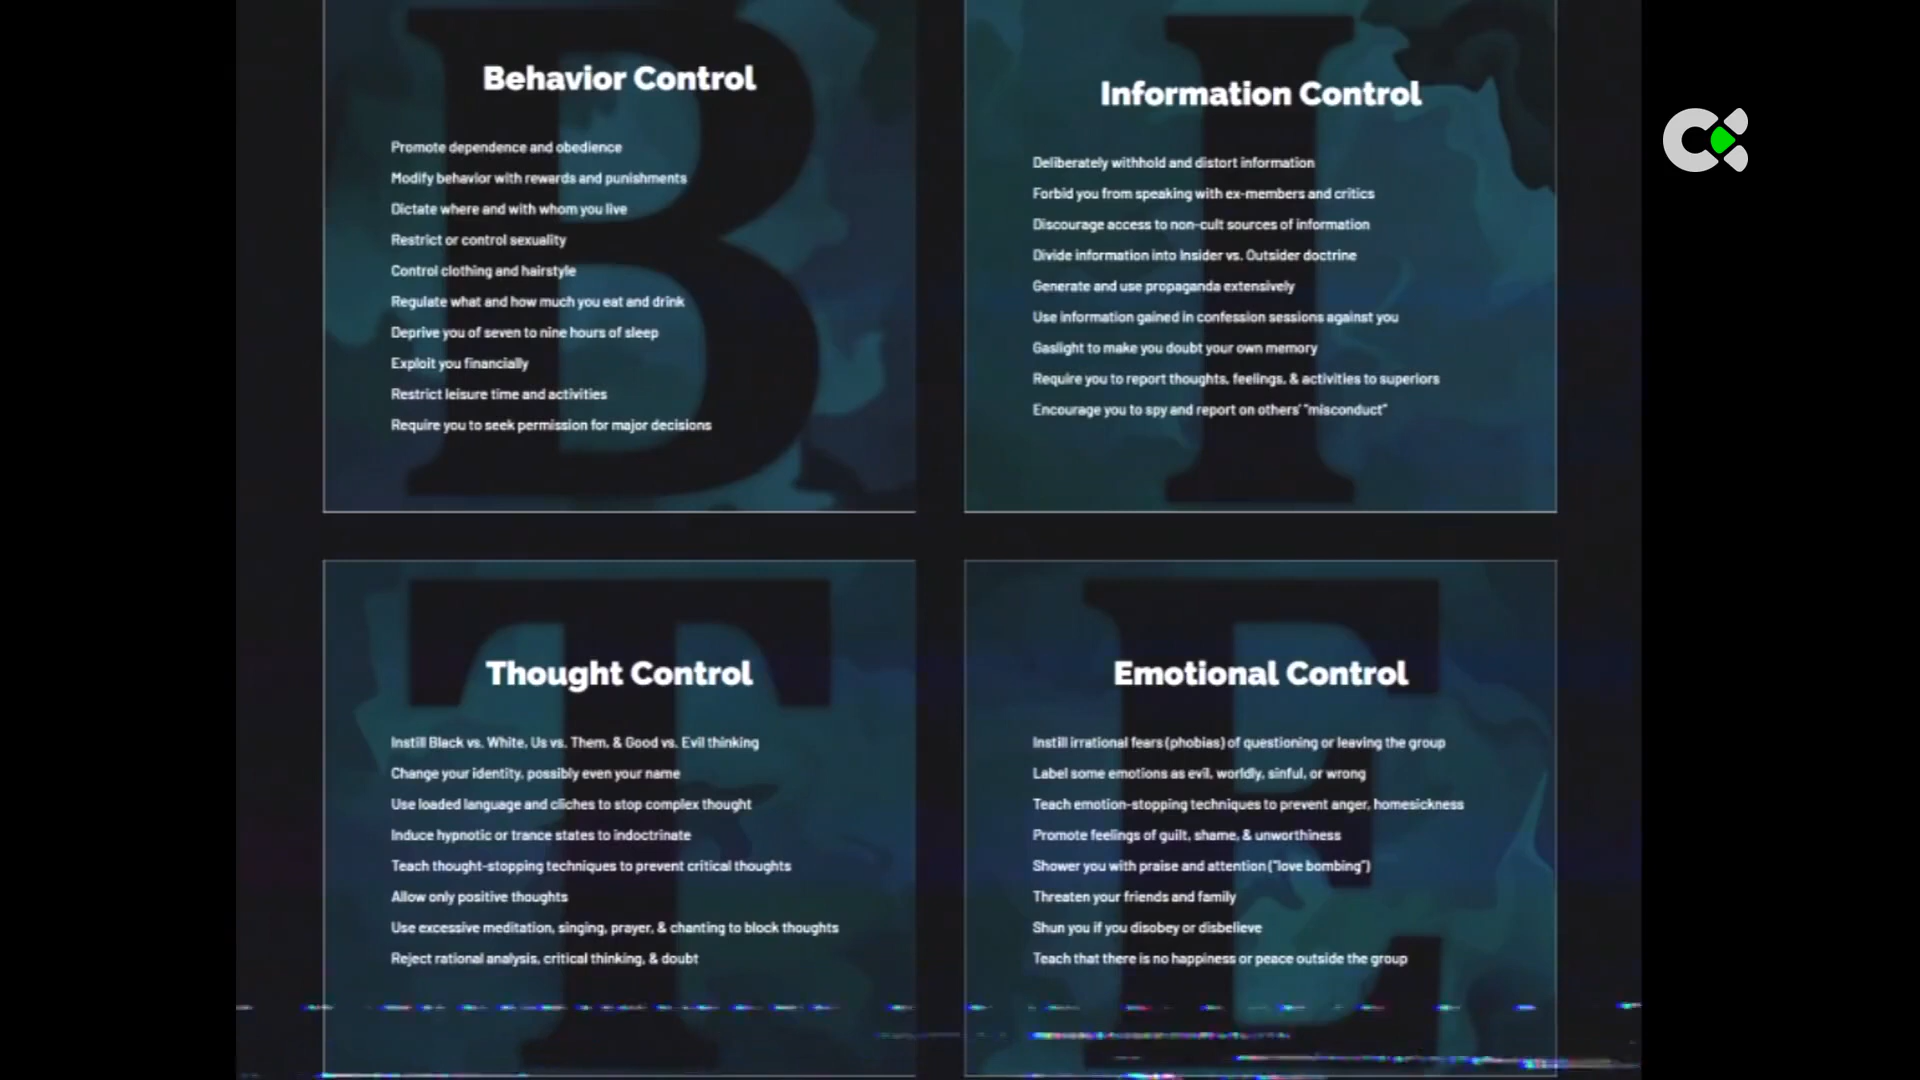 Behavior Control
Promote dependence and obedience
Modify behavior with rewards and punishments
Dictate where and with whom you live
Restrict or control sexuality
Control clothing and hairstyle
Regulate what and how much you eat and drink
Deprive you of seven to nine hours of sleep
Exploit you financially
Restrict leisure time and activities
Require you to seek permission for major decisions
Information Control
Deliberately withhold and distort information
Forbid you from speaking with ex-members and critics
Discourage access to non-cult sources of information
Divide information into Insider vs. Outsider doctrine
Generate and use propaganda extensively
Use information gained in confession sessions against you
Gaslight to make you doubt your own memory
Require you to report thoughts, feelings, & activities to superiors
Encourage you to spy and report on others' "misconduct"
Thought Control
Instill Black vs. White, Us vs. Them, & Good vs. Evil thinking
Change your identity, possibly even your name
Use loaded language and cliches to stop complex thought
Induce hypnotic or trance states to indoctrinate
Teach thought-stopping techniques to prevent critical thoughts
Allow only positive thoughts
Use excessive meditation, singing, prayer, & chanting to block thoughts
Reject rational analysis, critical thinking, & doubt
Emotional Control
Instill irrational fears (phobias) of questioning or leaving the group
Label some emotions as evil, worldly, sinful, or wrong
Teach emotion-stopping techniques to prevent anger, homesickness
Promote feelings of guilt, shame, & unworthiness
Shower you with praise and attention ("love bombing")
Threaten your friends and family
Shun you if you disobey or disbelieve
Teach that there is no happiness or peace outside the group
B
I
T
E